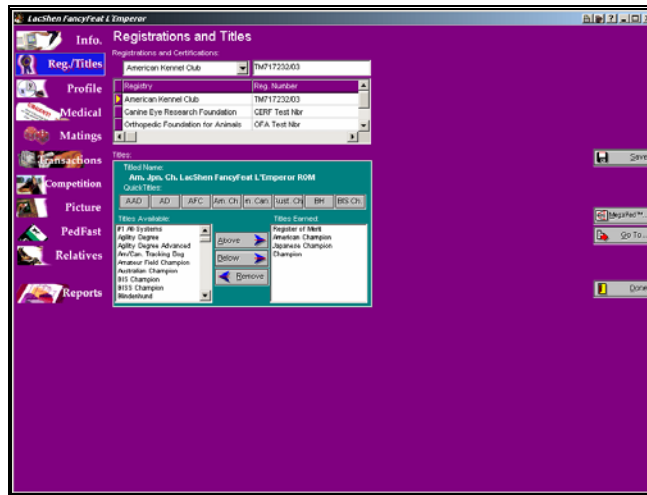 LacShen FancyFeat L'Emperor
Info.
Registrations and Titles
Registrations and Certifications:
Reg./Titles
American Kennel Club TM717232/03
Profile
Registry Reg. Number
American Kennel Club TM717232/03
Medical
Canine Eye Research Foundation CERF Test Nbr
Orthopedic Foundation for Animals OFA Test Nbr
Matings
Titles:
Transactions
Titled Name:
Am. Jpn. Ch. LacShen FancyFeat L'Emperor ROM
Competition
QuickTitles:
AAD AD AFC Am. Ch. BH BIS Ch.
Picture
Titles Available: Titles Earned:
#1 All-Systems Register of Merit
Agility Degree American Champion
Agility Degree Advanced Japanese Champion
Am/Can. Tracking Dog Champion
Amateur Field Champion
Australian Champion
BIS Champion
BISS Champion
Blindenhund
Above
Below
Remove
PedFast
Relatives
Reports
Save
MegaPed™...
Go To...
Done